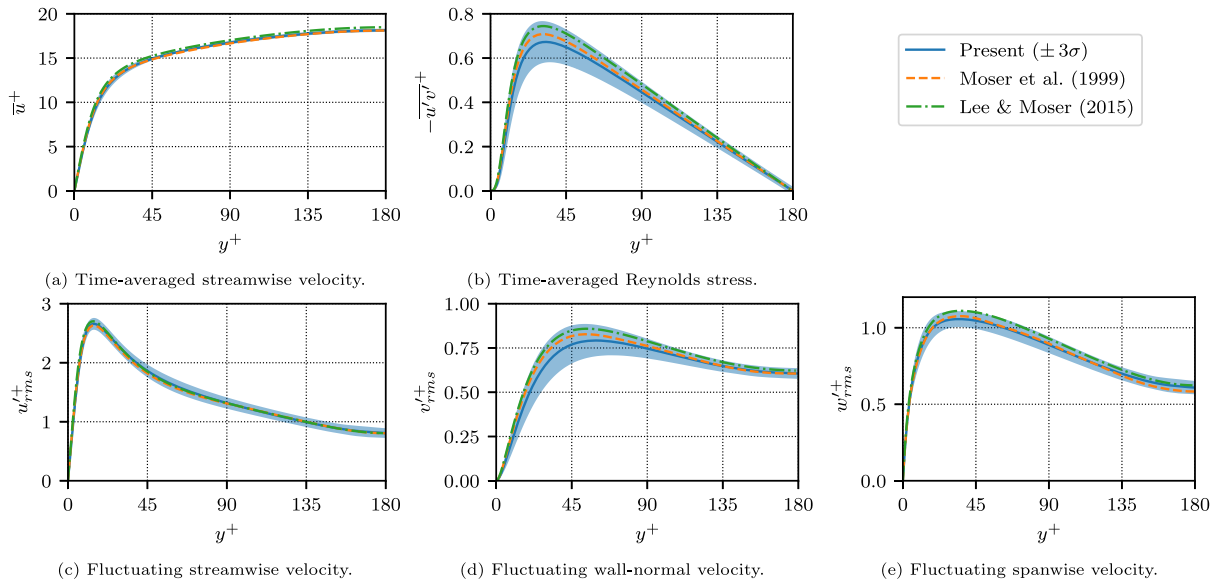 20
15
10
5
0
0 45 90 135 180
u̅⁺
y⁺
(a) Time-averaged streamwise velocity.
0.8
0.6
0.4
0.2
0.0
0 45 90 135 180
−u′v′⁺
y⁺
(b) Time-averaged Reynolds stress.
Present (± 3σ)
Moser et al. (1999)
Lee & Moser (2015)
3
2
1
0
0 45 90 135 180
u′⁺rms
y⁺
(c) Fluctuating streamwise velocity.
1.00
0.75
0.50
0.25
0.00
0 45 90 135 180
v′⁺rms
y⁺
(d) Fluctuating wall-normal velocity.
1.0
0.5
0.0
0 45 90 135 180
w′⁺rms
y⁺
(e) Fluctuating spanwise velocity.